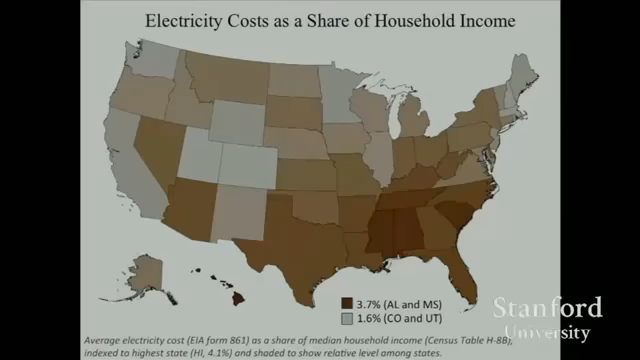 Electricity Costs as a Share of Household Income
3.7% (AL and MS)
1.6% (CO and UT)
Average electricity cost (EIA form 861) as a share of median household income (Census Table H-8B),
indexed to highest state (HI, 4.1%) and shaded to show relative level among states.
Stanford
University